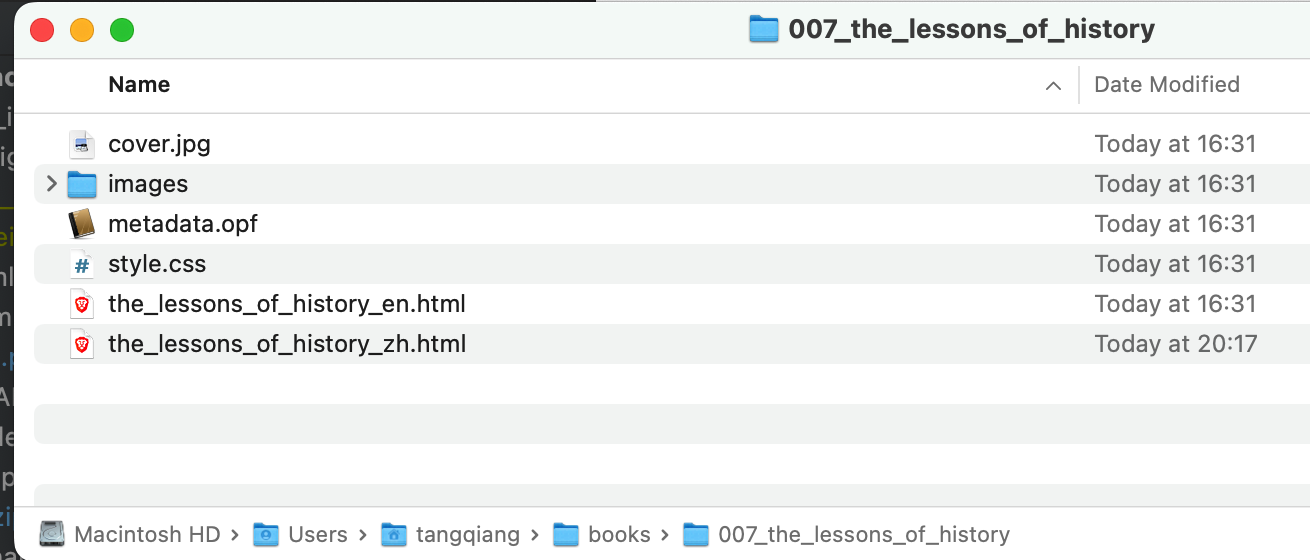 007_the_lessons_of_history
Name Date Modified
cover.jpg Today at 16:31
images Today at 16:31
metadata.opf Today at 16:31
style.css Today at 16:31
the_lessons_of_history_en.html Today at 16:31
the_lessons_of_history_zh.html Today at 20:17
Macintosh HD › Users › tangqiang › books › 007_the_lessons_of_history